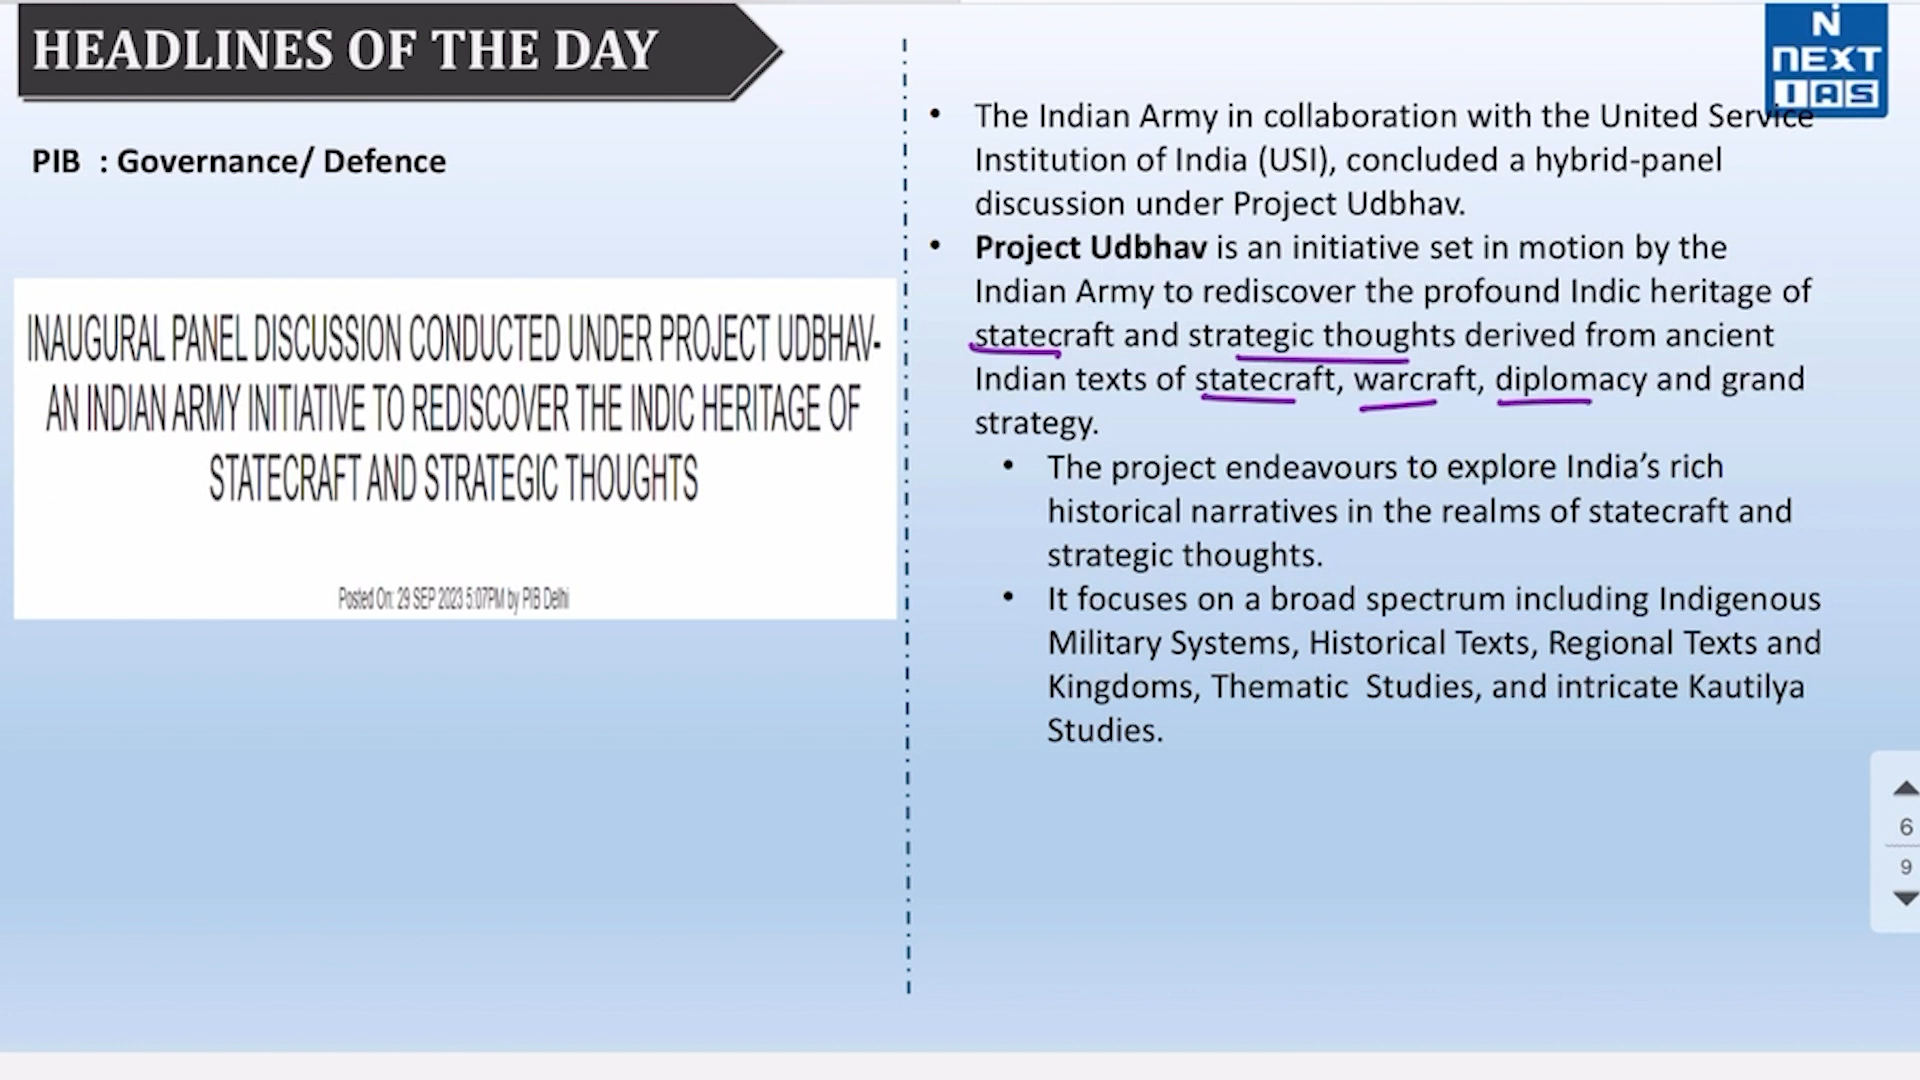 HEADLINES OF THE DAY
PIB : Governance/ Defence
INAUGURAL PANEL DISCUSSION CONDUCTED UNDER PROJECT UDBHAV-
AN INDIAN ARMY INITIATIVE TO REDISCOVER THE INDIC HERITAGE OF
STATECRAFT AND STRATEGIC THOUGHTS
Posted On: 29 SEP 2023 5:07PM by PIB Delhi
N
NEXT
IAS
• The Indian Army in collaboration with the United Service
Institution of India (USI), concluded a hybrid-panel
discussion under Project Udbhav.
• Project Udbhav is an initiative set in motion by the
Indian Army to rediscover the profound Indic heritage of
statecraft and strategic thoughts derived from ancient
Indian texts of statecraft, warcraft, diplomacy and grand
strategy.
• The project endeavours to explore India’s rich
historical narratives in the realms of statecraft and
strategic thoughts.
• It focuses on a broad spectrum including Indigenous
Military Systems, Historical Texts, Regional Texts and
Kingdoms, Thematic  Studies, and intricate Kautilya
Studies.
6
9